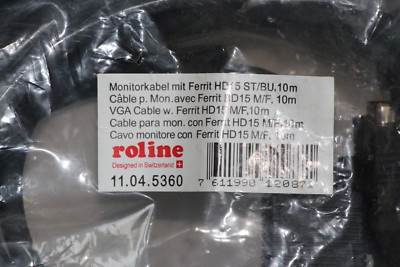 Monitorkabel mit Ferrit HD15 ST/BU,10m
Câble p. Mon.avec Ferrit HD15 M/F, 10m
VGA Cable w. Ferrit HD15 M/F,10m
Cable para mon. con Ferrit HD15 M/F,10m
Cavo monitore con Ferrit HD15 M/F, 10m
roline
Designed in Switzerland
11.04.5360
7 611990 120871